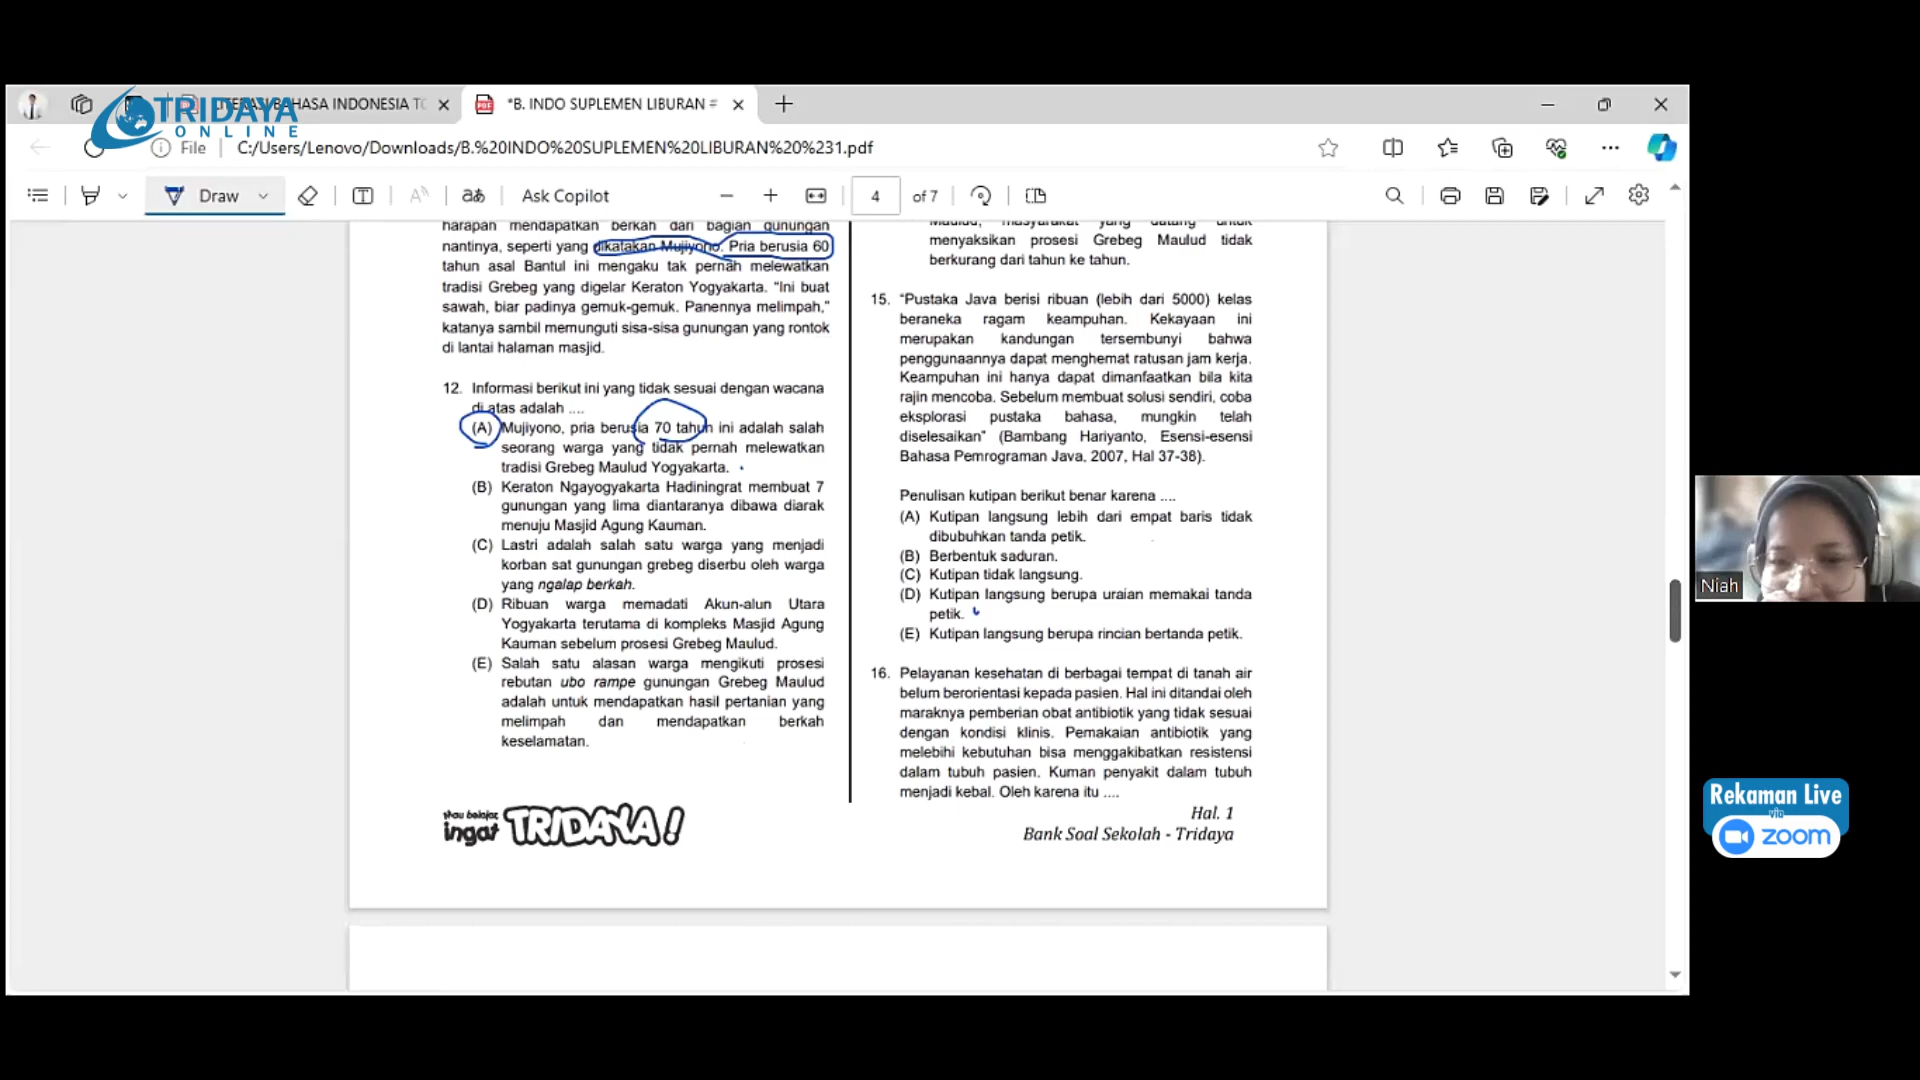 LITERASI BAHASA INDONESIA TO
*B. INDO SUPLEMEN LIBURAN #
TRIDAYA
ONLINE
File
C:/Users/Lenovo/Downloads/B.%20INDO%20SUPLEMEN%20LIBURAN%20%231.pdf
Draw
Ask Copilot
4 of 7
harapan mendapatkan berkah dari bagian gunungan
nantinya, seperti yang dikatakan Mujiyono. Pria berusia 60
tahun asal Bantul ini mengaku tak pernah melewatkan
tradisi Grebeg yang digelar Keraton Yogyakarta. “Ini buat
sawah, biar padinya gemuk-gemuk. Panennya melimpah,”
katanya sambil memunguti sisa-sisa gunungan yang rontok
di lantai halaman masjid.
12. Informasi berikut ini yang tidak sesuai dengan wacana
di atas adalah ....
(A) Mujiyono, pria berusia 70 tahun ini adalah salah
seorang warga yang tidak pernah melewatkan
tradisi Grebeg Maulud Yogyakarta.
(B) Keraton Ngayogyakarta Hadiningrat membuat 7
gunungan yang lima diantaranya dibawa diarak
menuju Masjid Agung Kauman.
(C) Lastri adalah salah satu warga yang menjadi
korban sat gunungan grebeg diserbu oleh warga
yang ngalap berkah.
(D) Ribuan warga memadati Akun-alun Utara
Yogyakarta terutama di kompleks Masjid Agung
Kauman sebelum prosesi Grebeg Maulud.
(E) Salah satu alasan warga mengikuti prosesi
rebutan ubo rampe gunungan Grebeg Maulud
adalah untuk mendapatkan hasil pertanian yang
melimpah dan mendapatkan berkah
keselamatan.
Maulud, masyarakat yang datang untuk
menyaksikan prosesi Grebeg Maulud tidak
berkurang dari tahun ke tahun.
15. “Pustaka Java berisi ribuan (lebih dari 5000) kelas
beraneka ragam keampuhan. Kekayaan ini
merupakan kandungan tersembunyi bahwa
penggunaannya dapat menghemat ratusan jam kerja.
Keampuhan ini hanya dapat dimanfaatkan bila kita
rajin mencoba. Sebelum membuat solusi sendiri, coba
eksplorasi pustaka bahasa, mungkin telah
diselesaikan” (Bambang Hariyanto, Esensi-esensi
Bahasa Pemrograman Java, 2007, Hal 37-38).
Penulisan kutipan berikut benar karena ....
(A) Kutipan langsung lebih dari empat baris tidak
dibubuhkan tanda petik.
(B) Berbentuk saduran.
(C) Kutipan tidak langsung.
(D) Kutipan langsung berupa uraian memakai tanda
petik.
(E) Kutipan langsung berupa rincian bertanda petik.
16. Pelayanan kesehatan di berbagai tempat di tanah air
belum berorientasi kepada pasien. Hal ini ditandai oleh
maraknya pemberian obat antibiotik yang tidak sesuai
dengan kondisi klinis. Pemakaian antibiotik yang
melebihi kebutuhan bisa menggakibatkan resistensi
dalam tubuh pasien. Kuman penyakit dalam tubuh
menjadi kebal. Oleh karena itu ....
Mau belajar,
ingat TRIDAYA!
Hal. 1
Bank Soal Sekolah - Tridaya
Niah
Rekaman Live
via
zoom